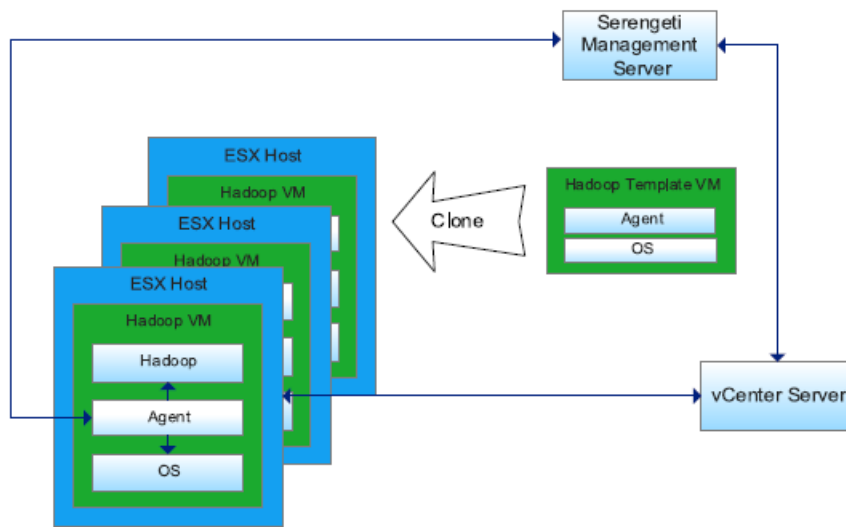 Serengeti
Management
Server
ESX Host
Hadoop VM
ESX Host
Hadoop VM
ESX Host
Hadoop VM
Hadoop
Agent
OS
Clone
Hadoop Template VM
Agent
OS
vCenter Server